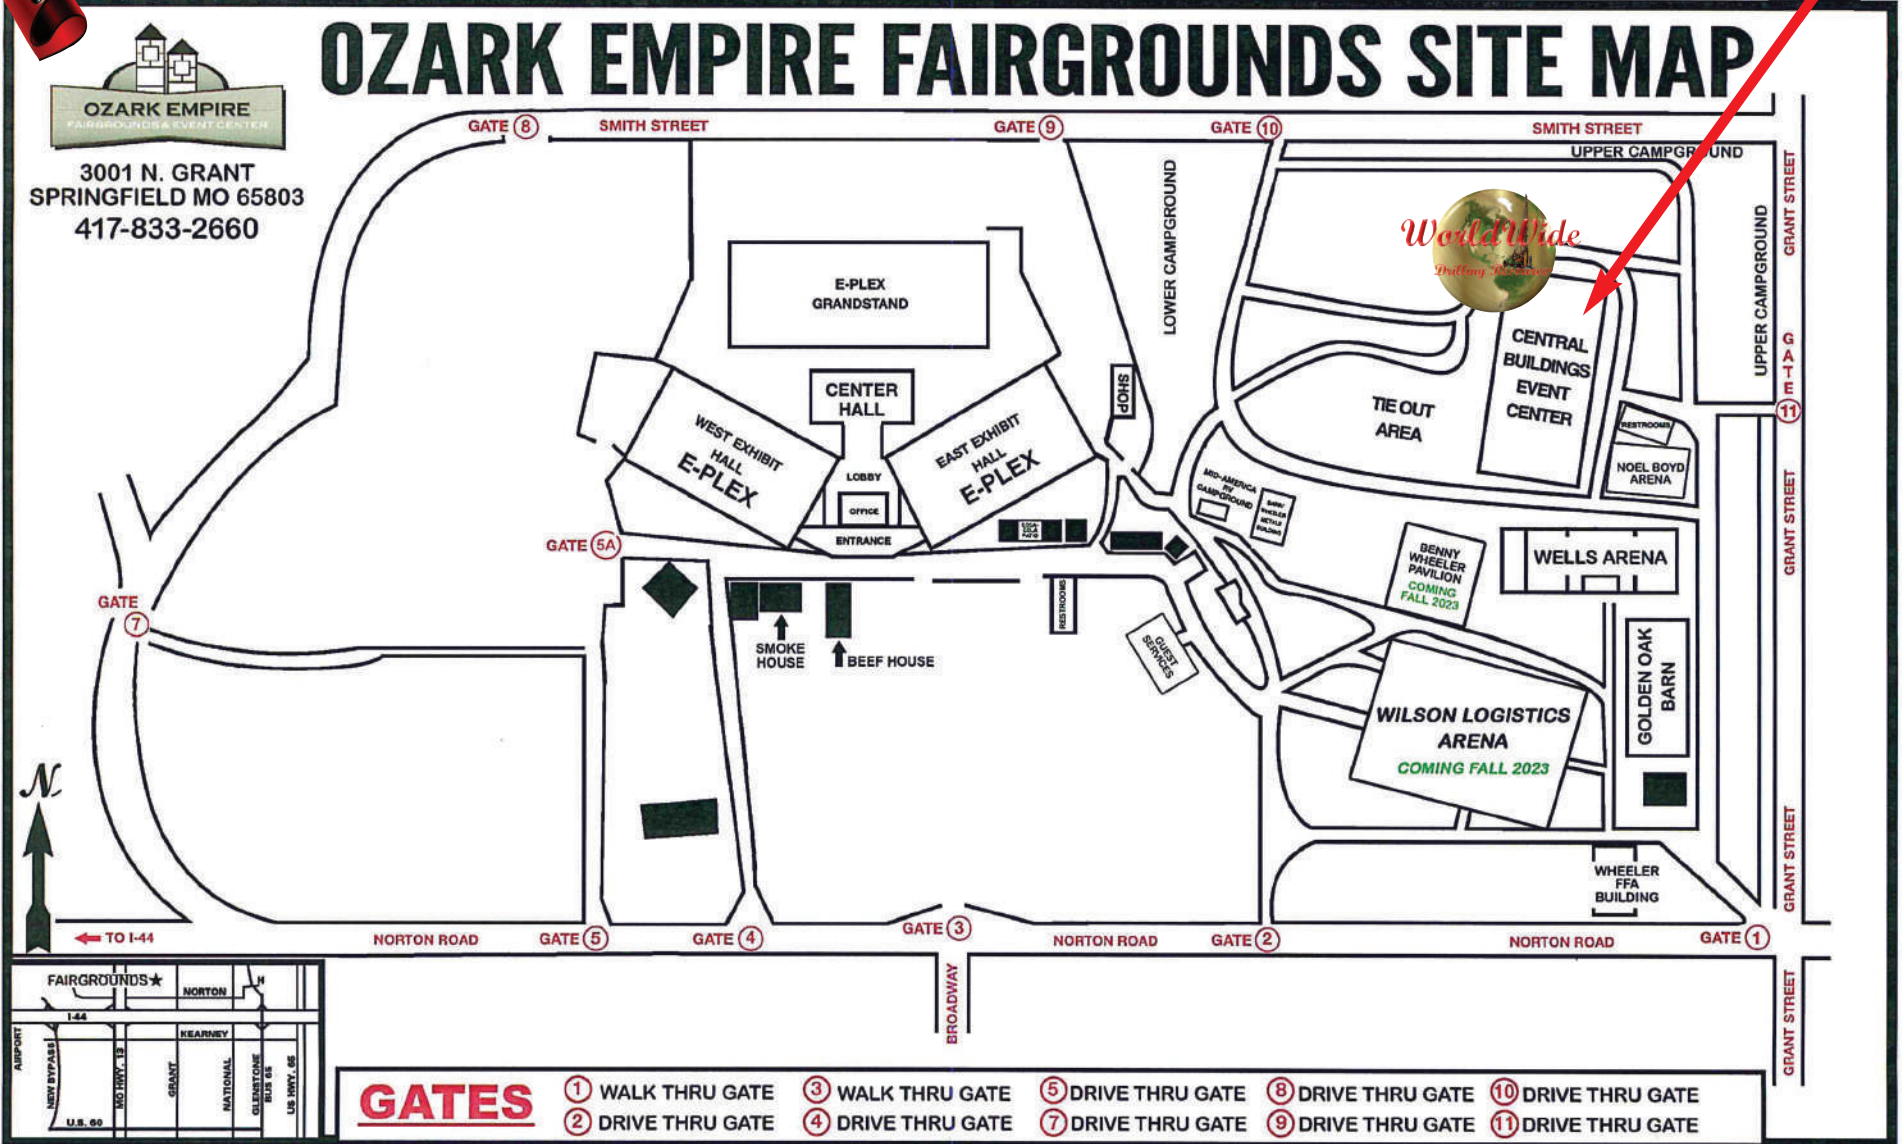 OZARK EMPIRE FAIRGROUNDS SITE MAP
OZARK EMPIRE
FAIRGROUNDS & EVENT CENTER
3001 N. GRANT
SPRINGFIELD MO 65803
417-833-2660
GATE 8
SMITH STREET
GATE 9
GATE 10
SMITH STREET
UPPER CAMPGROUND
GRANT STREET
UPPER CAMPGROUND
LOWER CAMPGROUND
WorldWide
E-PLEX
GRANDSTAND
CENTRAL
BUILDINGS
EVENT
CENTER
GATE
11
SHOP
CENTER
HALL
TIE OUT
AREA
RESTROOMS
NOEL BOYD
ARENA
WEST EXHIBIT
HALL
E-PLEX
EAST EXHIBIT
HALL
E-PLEX
LOBBY
OFFICE
ENTRANCE
MID-AMERICA
RV
CAMPGROUND
GRANT STREET
GATE 5A
BENNY
WHEELER
PAVILION
COMING
FALL 2023
WELLS ARENA
RESTROOMS
GATE
7
SMOKE
HOUSE
BEEF HOUSE
GUEST
SERVICES
GOLDEN OAK
BARN
WILSON LOGISTICS
ARENA
COMING FALL 2023
N
GRANT STREET
WHEELER
FFA
BUILDING
TO I-44
NORTON ROAD
GATE 5
GATE 4
GATE 3
NORTON ROAD
GATE 2
NORTON ROAD
GATE 1
BROADWAY
GRANT STREET
FAIRGROUNDS
H
NORTON
I-44
KEARNEY
AIRPORT
NEW BYPASS
MO HWY. 13
GRANT
NATIONAL
GLENSTONE
BUS 65
US HWY. 65
U.S. 60
GATES
1 WALK THRU GATE
3 WALK THRU GATE
5 DRIVE THRU GATE
8 DRIVE THRU GATE
10 DRIVE THRU GATE
2 DRIVE THRU GATE
4 DRIVE THRU GATE
7 DRIVE THRU GATE
9 DRIVE THRU GATE
11 DRIVE THRU GATE